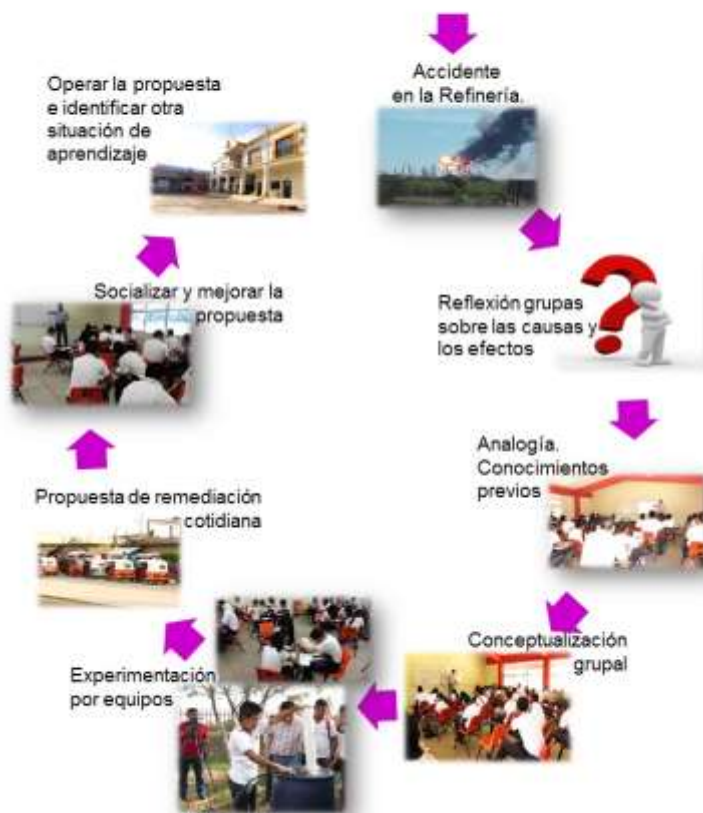 Accidente
en la Refinería.
Reflexión grupas
sobre las causas y
los efectos
Analogía.
Conocimientos
previos
Conceptualización
grupal
Experimentación
por equipos
Propuesta de remediación
cotidiana
Socializar y mejorar la
propuesta
Operar la propuesta
e identificar otra
situación de
aprendizaje